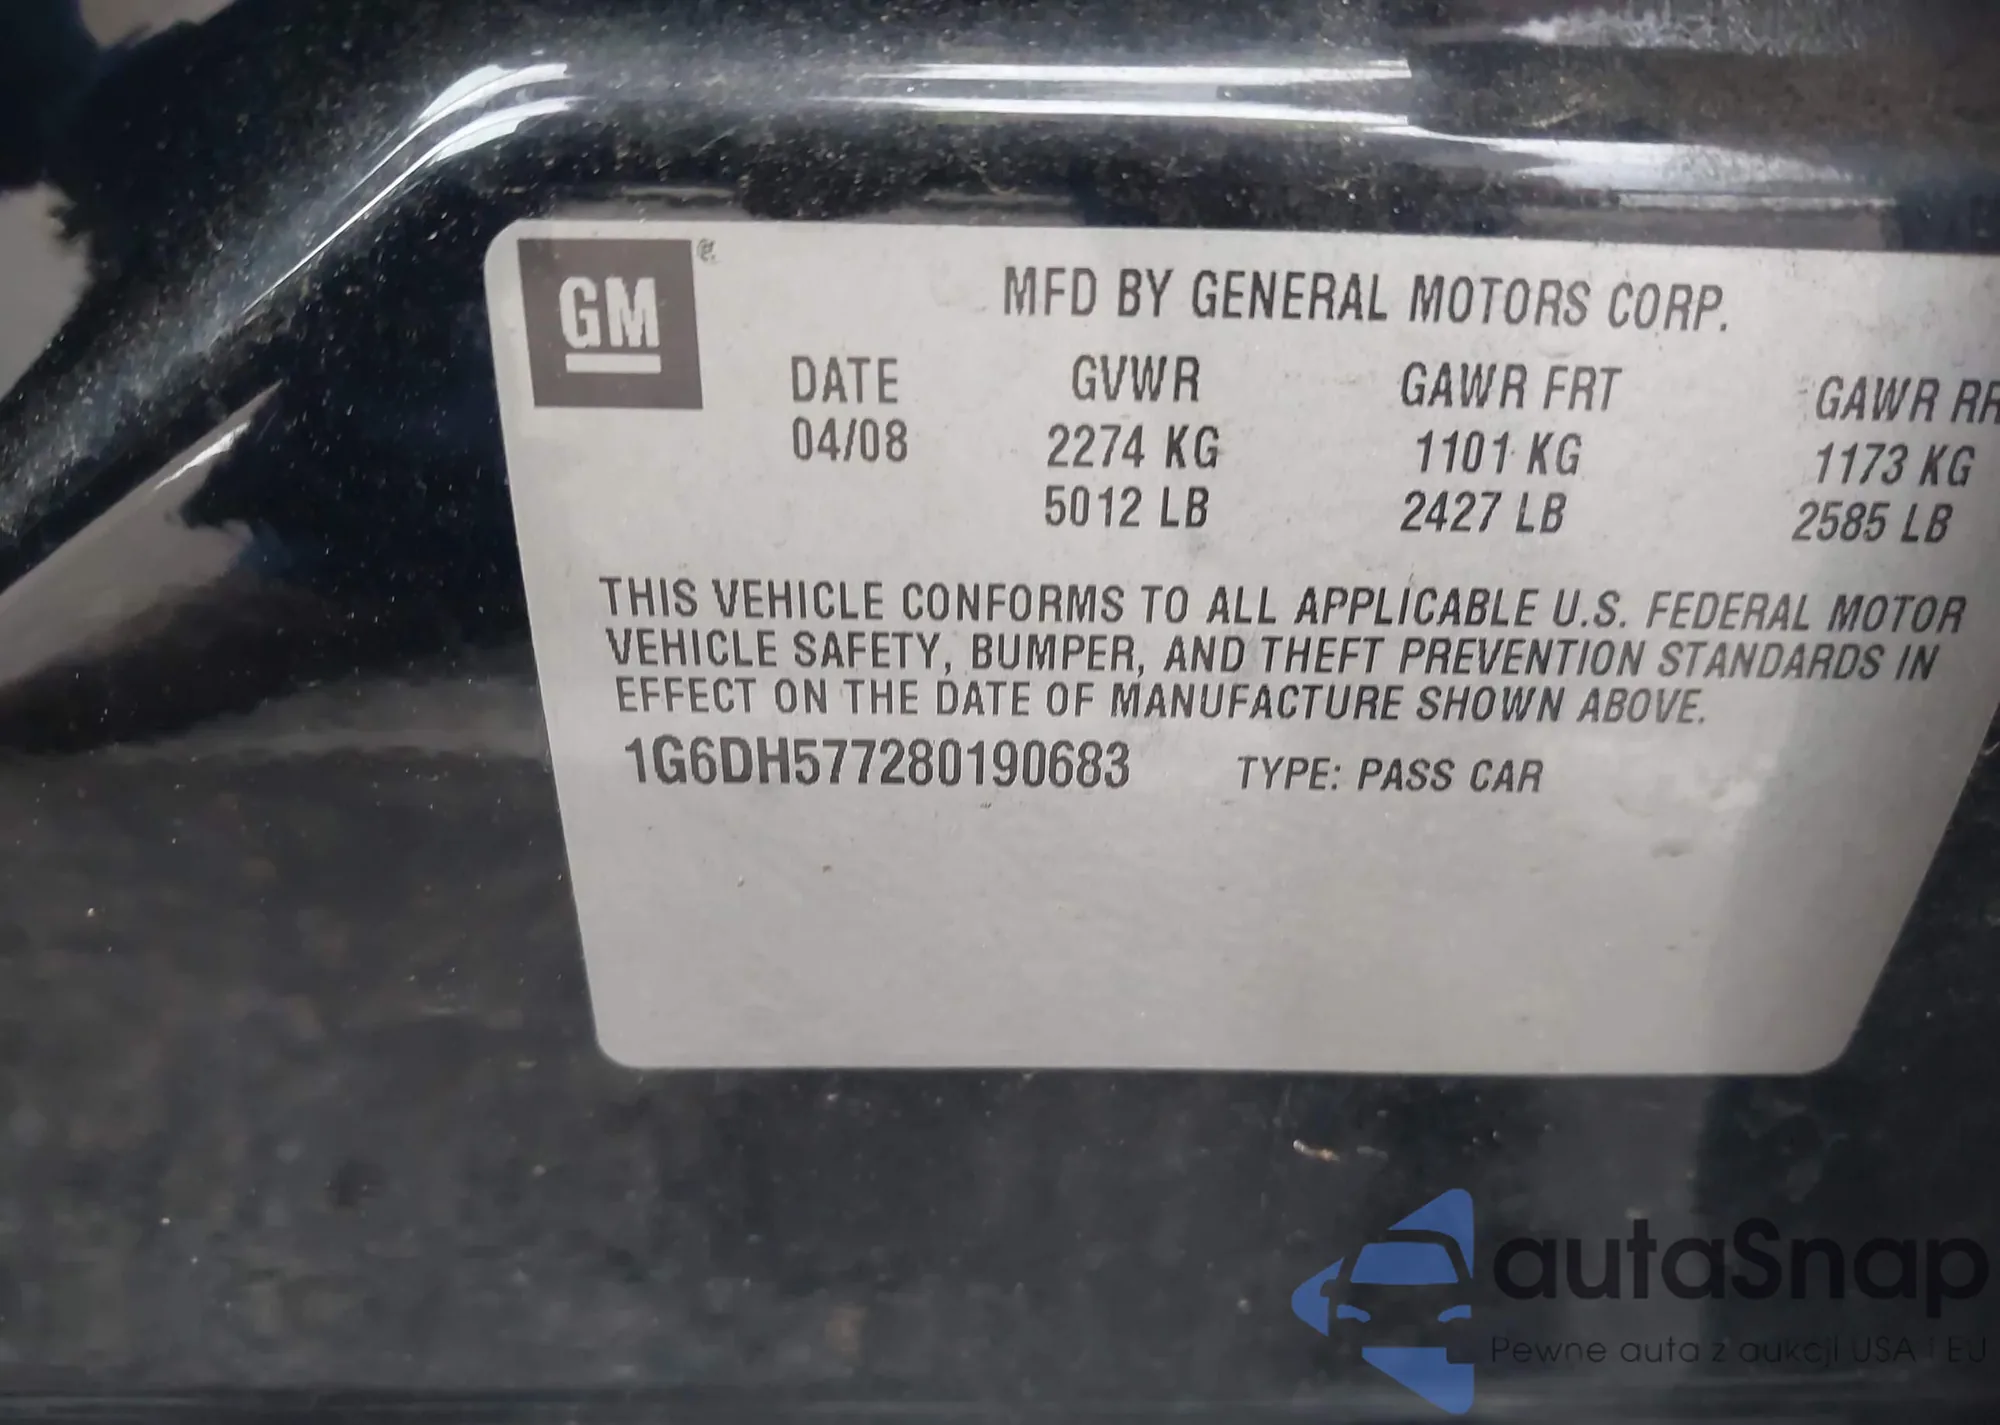 GM
MFD BY GENERAL MOTORS CORP.
DATE GVWR GAWR FRT GAWR RR
04/08 2274 KG 1101 KG 1173 KG
5012 LB 2427 LB 2585 LB
THIS VEHICLE CONFORMS TO ALL APPLICABLE U.S. FEDERAL MOTOR
VEHICLE SAFETY, BUMPER, AND THEFT PREVENTION STANDARDS IN
EFFECT ON THE DATE OF MANUFACTURE SHOWN ABOVE.
1G6DH577280190683 TYPE: PASS CAR
autaSnap
Pewne auta z aukcji USA i EU